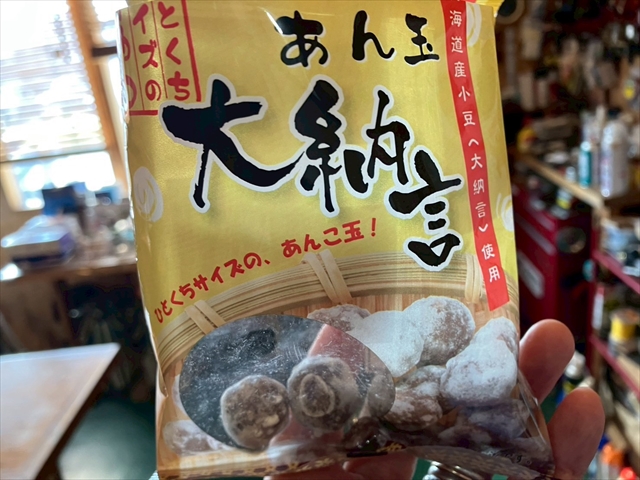 ひとくち
サイズの
あん玉
大納言
海道産小豆〈大納言〉使用
ひとくちサイズの、あんこ玉！